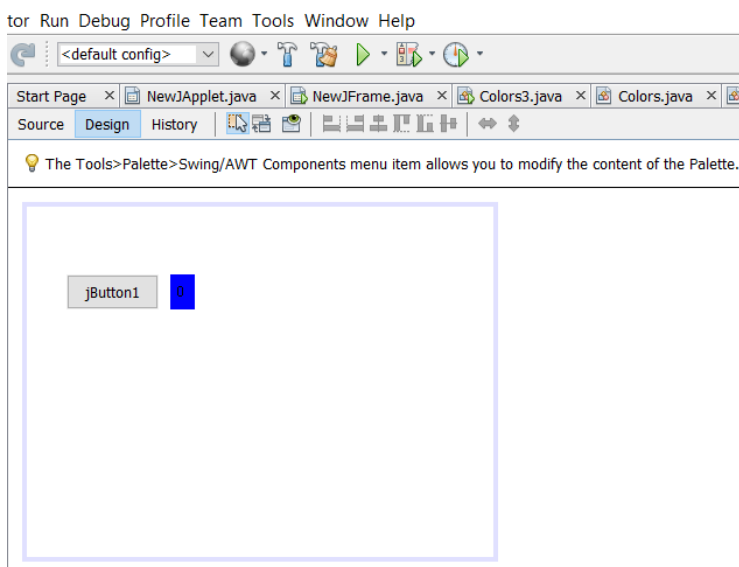 tor Run Debug Profile Team Tools Window Help
<default config>
Start Page NewJApplet.java NewJFrame.java Colors3.java Colors.java
Source Design History
The Tools>Palette>Swing/AWT Components menu item allows you to modify the content of the Palette.
jButton1 0